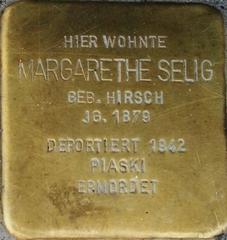 HIER WOHNTE
MARGARETHE SELIG
GEB. HIRSCH
JG. 1879
DEPORTIERT 1942
PIASKI
ERMORDET